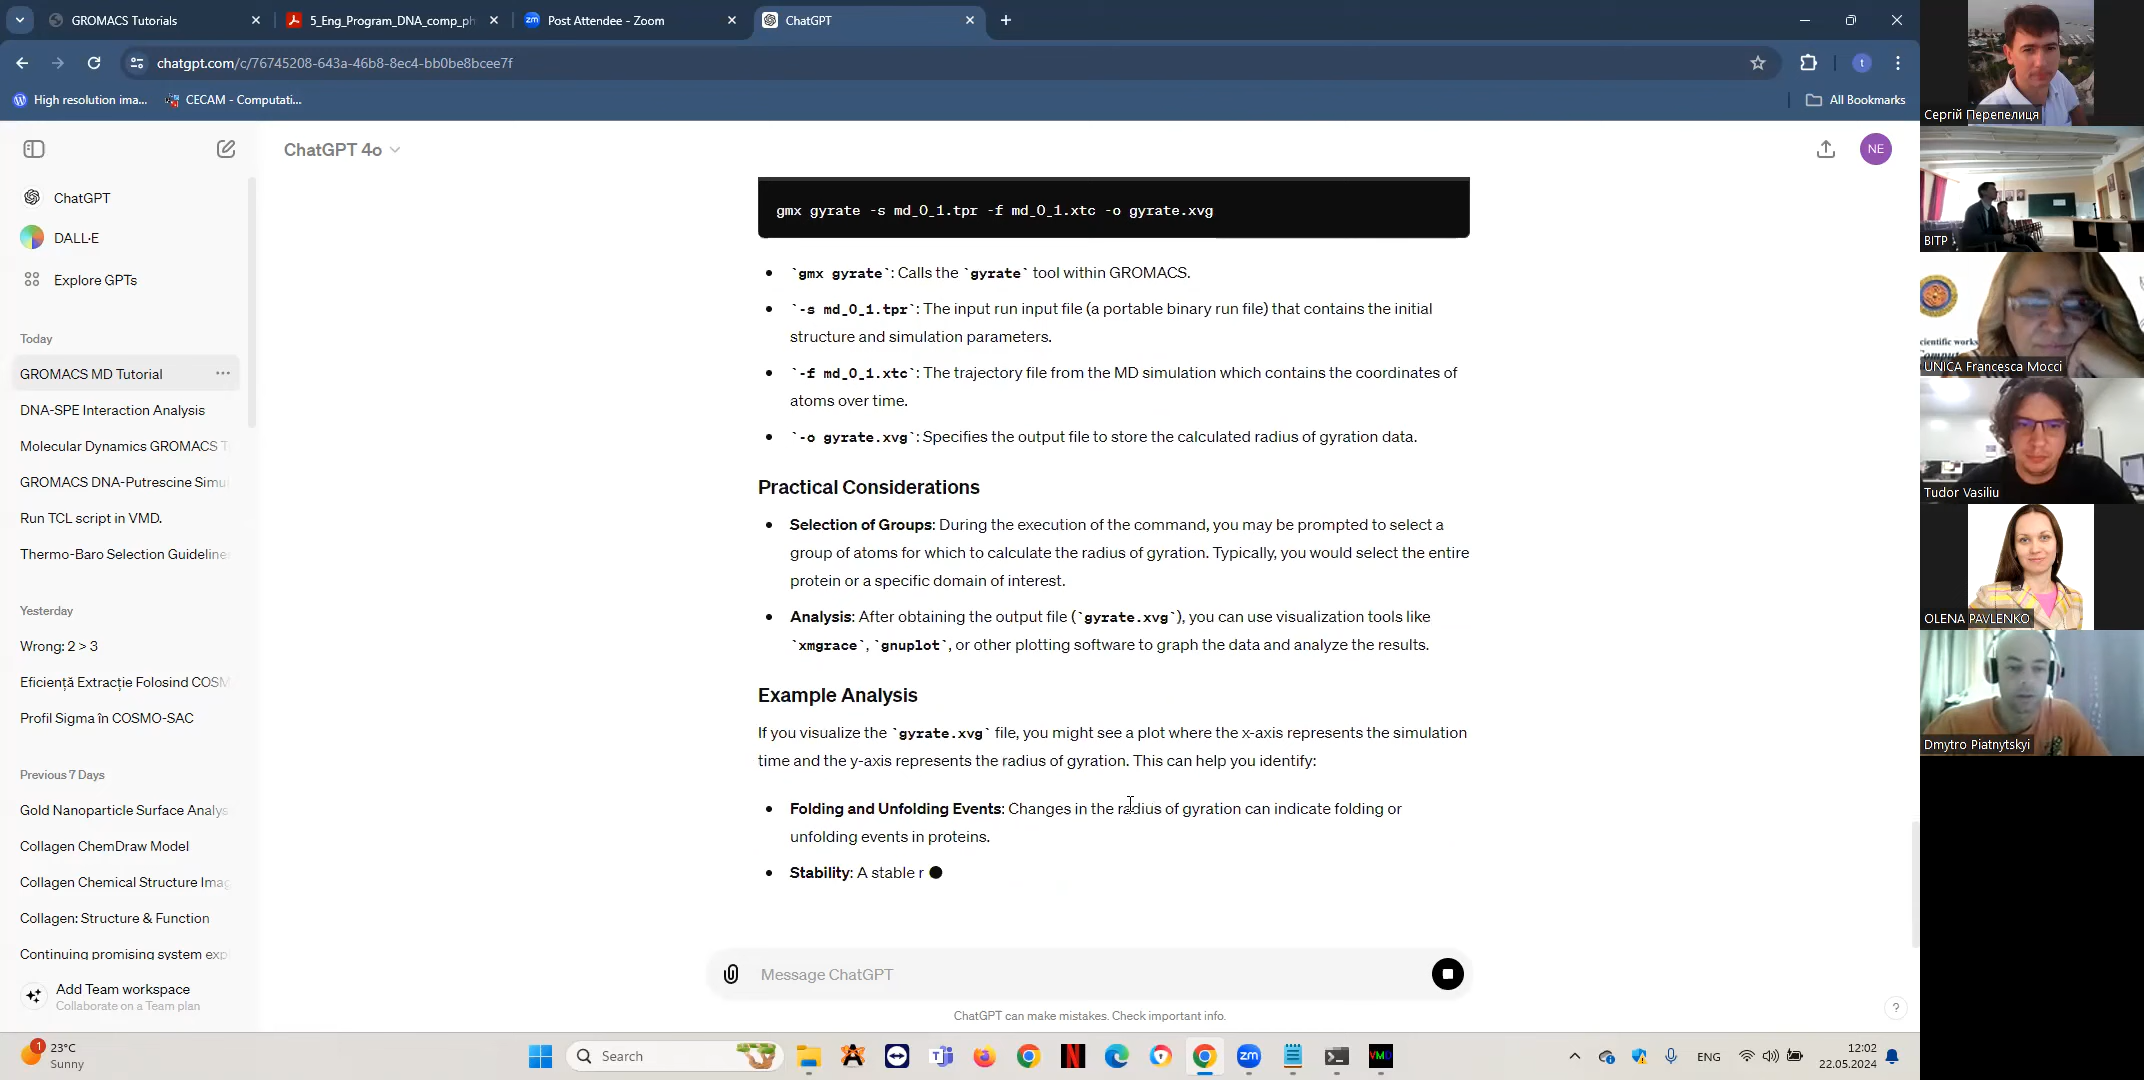 GROMACS Tutorials
5_Eng_Program_DNA_comp_ph
Post Attendee - Zoom
ChatGPT
chatgpt.com/c/76745208-643a-46b8-8ec4-bb0be8bcee7f
High resolution ima...
CECAM - Computati...
All Bookmarks
ChatGPT 4o
NE
ChatGPT
DALL·E
Explore GPTs
Today
GROMACS MD Tutorial
DNA-SPE Interaction Analysis
Molecular Dynamics GROMACS T
GROMACS DNA-Putrescine Simu
Run TCL script in VMD.
Thermo-Baro Selection Guideline
Yesterday
Wrong: 2 > 3
Eficiență Extracție Folosind COSM
Profil Sigma în COSMO-SAC
Previous 7 Days
Gold Nanoparticle Surface Analys
Collagen ChemDraw Model
Collagen Chemical Structure Imag
Collagen: Structure & Function
Continuing promising system exp
Add Team workspace
Collaborate on a Team plan
gmx gyrate -s md_0_1.tpr -f md_0_1.xtc -o gyrate.xvg
`gmx gyrate`: Calls the `gyrate` tool within GROMACS.
`-s md_0_1.tpr`: The input run input file (a portable binary run file) that contains the initial
structure and simulation parameters.
`-f md_0_1.xtc`: The trajectory file from the MD simulation which contains the coordinates of
atoms over time.
`-o gyrate.xvg`: Specifies the output file to store the calculated radius of gyration data.
Practical Considerations
Selection of Groups: During the execution of the command, you may be prompted to select a
group of atoms for which to calculate the radius of gyration. Typically, you would select the entire
protein or a specific domain of interest.
Analysis: After obtaining the output file (`gyrate.xvg`), you can use visualization tools like
`xmgrace`, `gnuplot`, or other plotting software to graph the data and analyze the results.
Example Analysis
If you visualize the `gyrate.xvg` file, you might see a plot where the x-axis represents the simulation
time and the y-axis represents the radius of gyration. This can help you identify:
Folding and Unfolding Events: Changes in the radius of gyration can indicate folding or
unfolding events in proteins.
Stability: A stable r
Message ChatGPT
ChatGPT can make mistakes. Check important info.
?
Сергій Перепелиця
BITP
cientific works
Comput
UNICA Francesca Mocci
Tudor Vasiliu
OLENA PAVLENKO
Dmytro Piatnytskyi
1
23°C
Sunny
Search
zm
VMD
ENG
12:02
22.05.2024